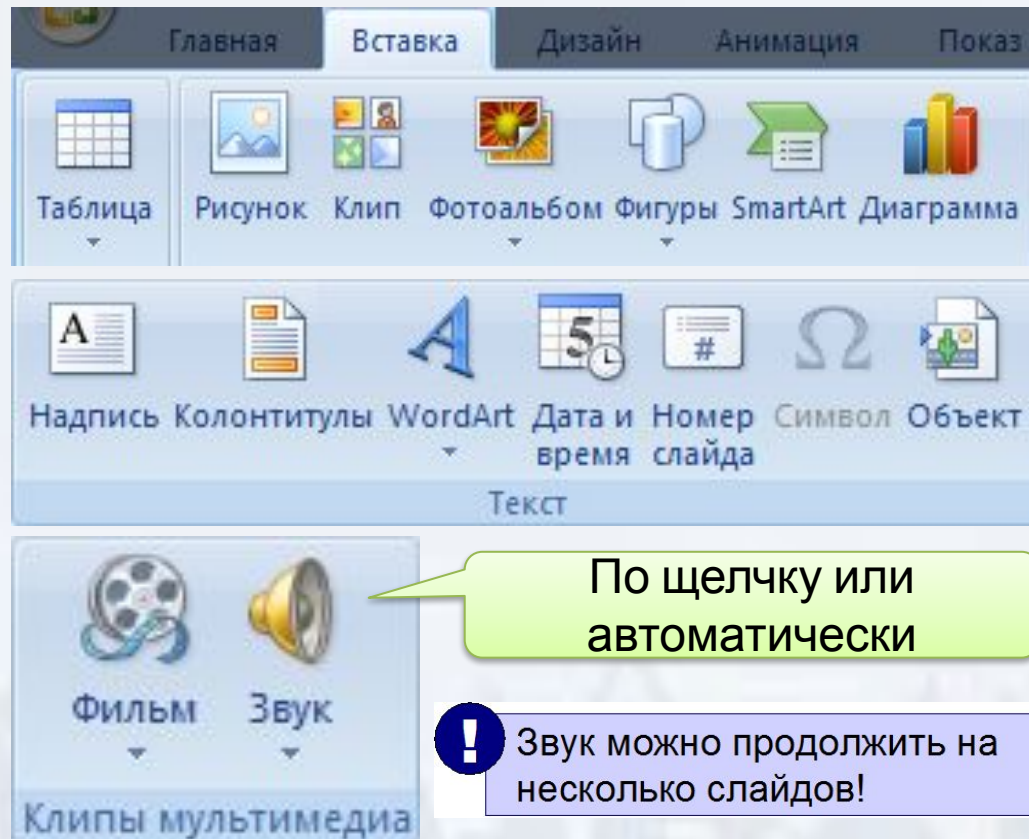 Главная Вставка Дизайн Анимация Показ
Таблица Рисунок Клип Фотоальбом Фигуры SmartArt Диаграмма
A A 5 # Ω
Надпись Колонтитулы WordArt Дата и Номер Символ Объект
время слайда
Текст
По щелчку или
автоматически
Фильм Звук
! Звук можно продолжить на
несколько слайдов!
Клипы мультимедиа